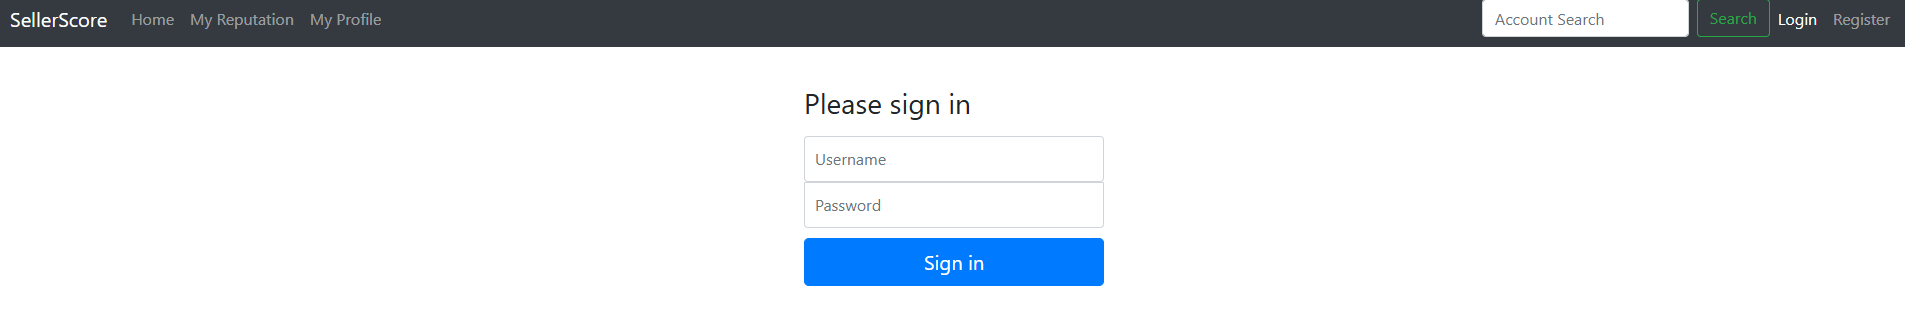 SellerScore Home My Reputation My Profile Account Search Search Login Register
Please sign in
Username
Password
Sign in